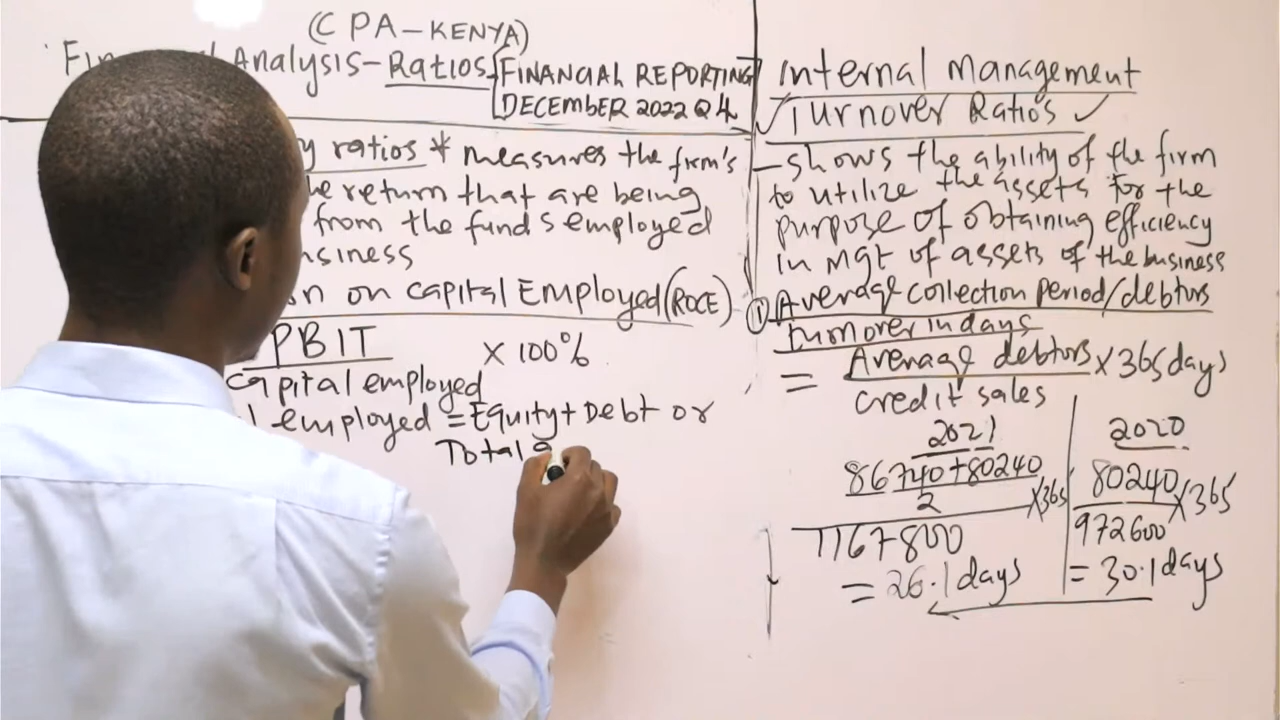 (CPA-KENYA)
Analysis-Ratios
FINANCIAL REPORTING
DECEMBER 2022 Q4
ratios * measures the firm's
return that are being
from the funds employed
on capital Employed (ROCE)
PBIT × 100%
capital employed
employed = Equity + Debt or
Total
Internal Management
Turnover Ratio's ✓
- shows the ability of the firm
to utilize the assets for the
purpose of obtaining efficiency
in mgt of assets of the business
① Average collection period/debtors
turnover in days
= Average debtors × 365 days
credit sales
2021
86740+80240
2
×365
1167800
= 26.1 days
2020
80240 × 365
972600
= 30.1 days